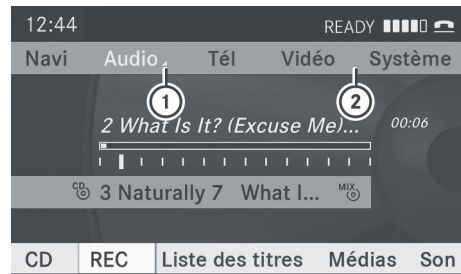 12:44 READY
Navi Audio Tél Vidéo Système
1 2
2 What Is It? (Excuse Me)... 00:06
CD 3 Naturally 7 What I... MIX
CD REC Liste des titres Médias Son